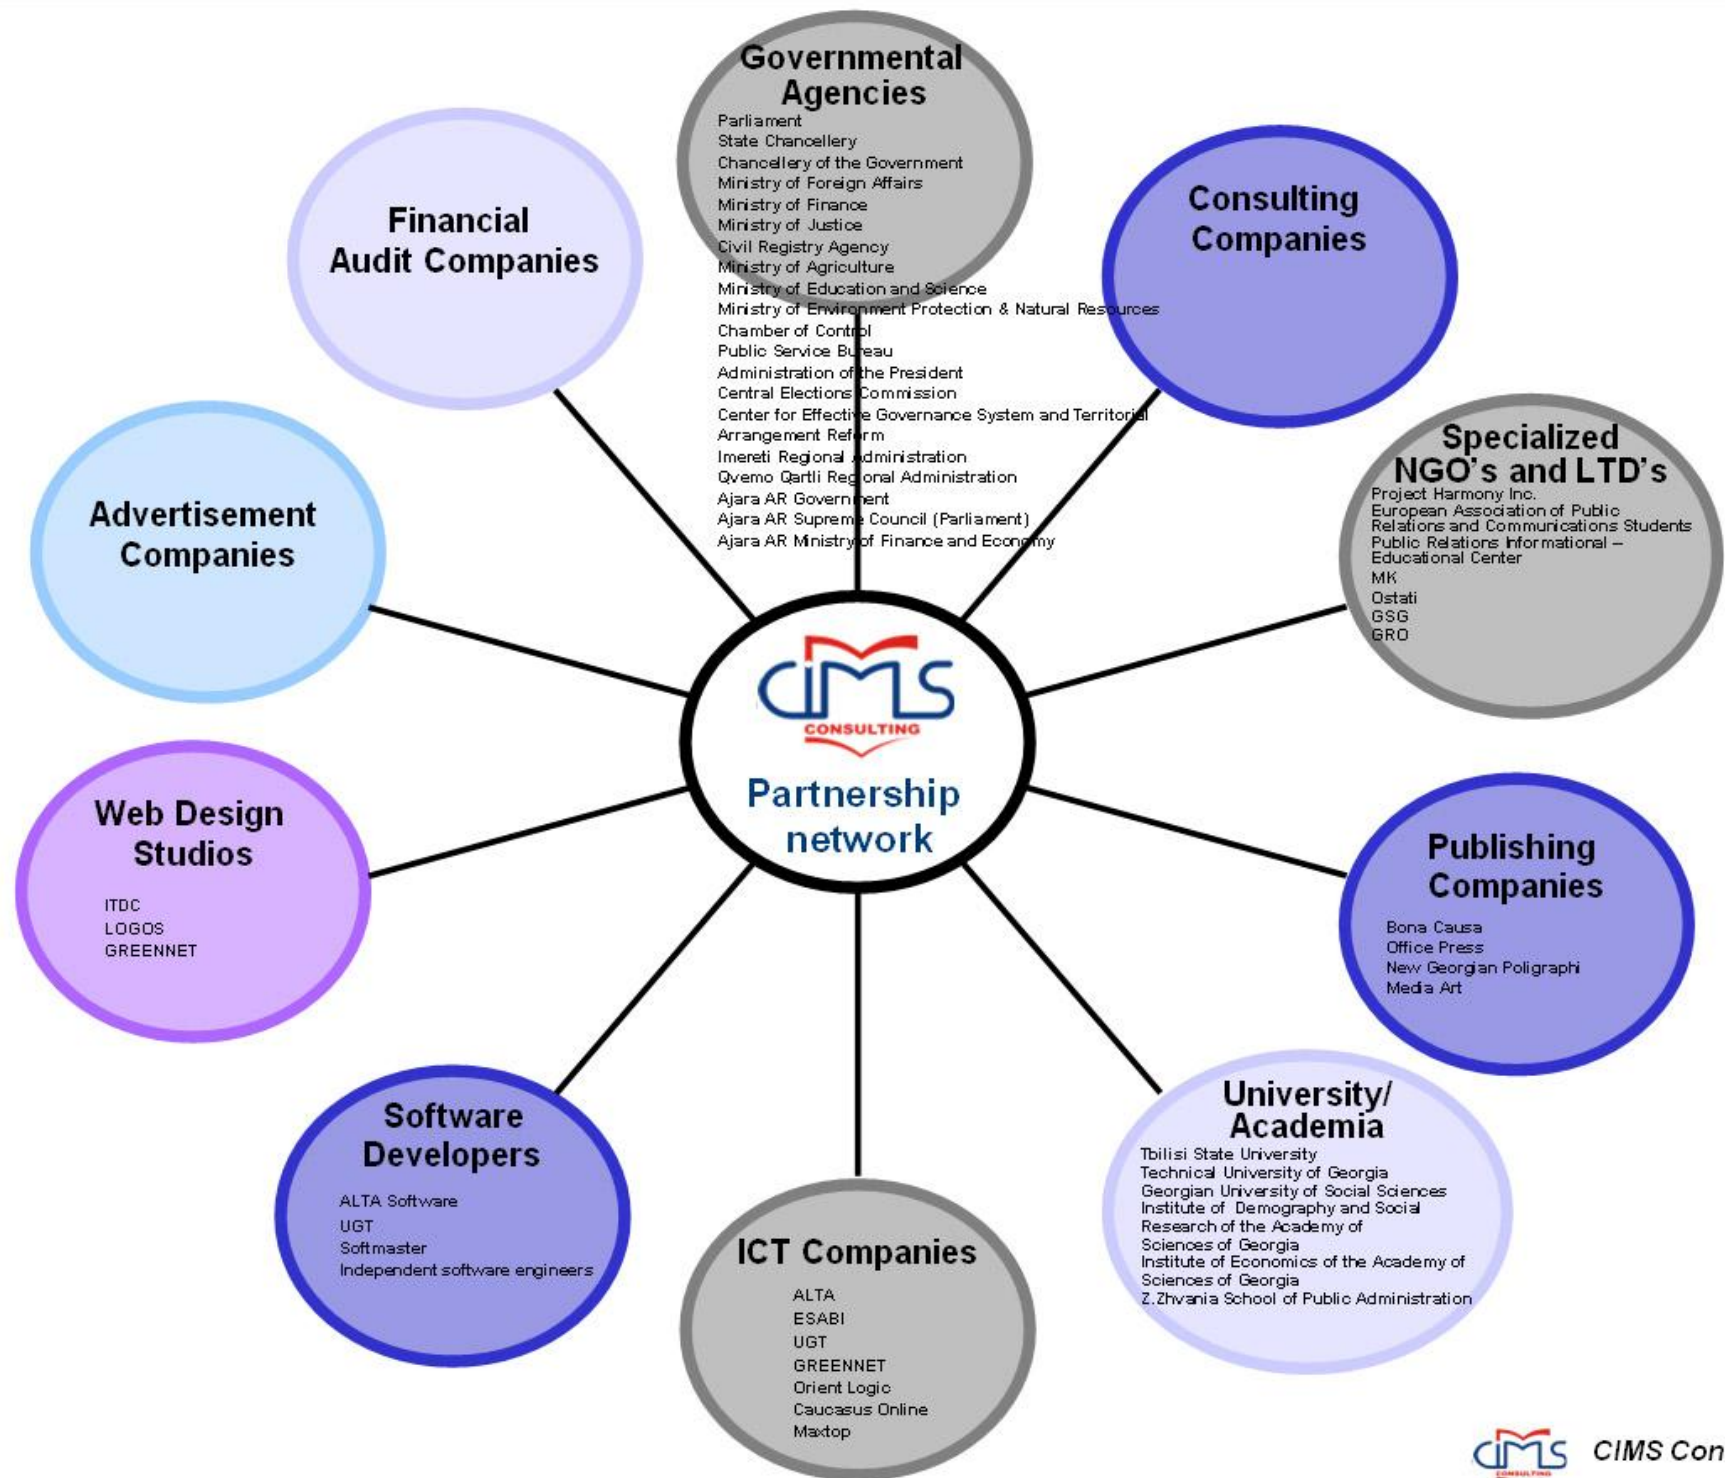 Governmental
Agencies
Parliament
State Chancellery
Chancellery of the Government
Ministry of Foreign Affairs
Ministry of Finance
Ministry of Justice
Civil Registry Agency
Ministry of Agriculture
Ministry of Education and Science
Ministry of Environment Protection & Natural Resources
Chamber of Control
Public Service Bureau
Administration of the President
Central Elections Commission
Center for Effective Governance System and Territorial
Arrangement Reform
Imereti Regional Administration
Qvemo Qartli Regional Administration
Ajara AR Government
Ajara AR Supreme Council (Parliament)
Ajara AR Ministry of Finance and Economy
Financial
Audit Companies
Consulting
Companies
Advertisement
Companies
Specialized
NGO's and LTD's
Project Harmony Inc.
European Association of Public
Relations and Communications Students
Public Relations Informational –
Educational Center
MK
Ostati
GSG
GRO
CIMS
CONSULTING
Partnership
network
Web Design
Studios
ITDC
LOGOS
GREENNET
Publishing
Companies
Bona Causa
Office Press
New Georgian Poligraphi
Media Art
Software
Developers
ALTA Software
UGT
Softmaster
Independent software engineers
University/
Academia
Tbilisi State University
Technical University of Georgia
Georgian University of Social Sciences
Institute of Demography and Social
Research of the Academy of
Sciences of Georgia
Institute of Economics of the Academy of
Sciences of Georgia
Z.Zhvania School of Public Administration
ICT Companies
ALTA
ESABI
UGT
GREENNET
Orient Logic
Caucasus Online
Maxtop
CIMS
CONSULTING
CIMS Con